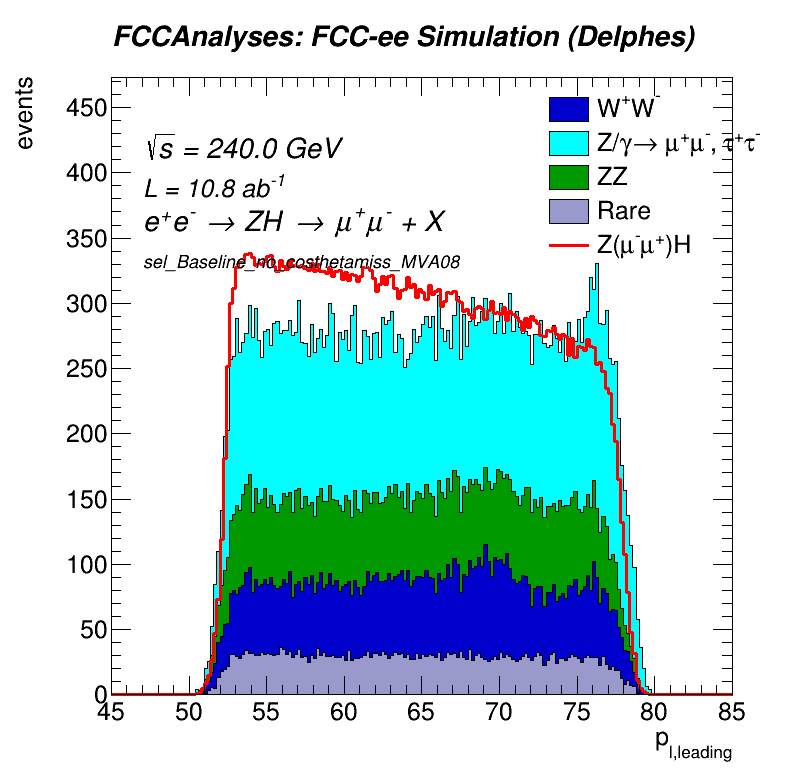 FCCAnalyses: FCC-ee Simulation (Delphes)
events
450
400
350
300
250
200
150
100
50
0
√s = 240.0 GeV
L = 10.8 ab⁻¹
e⁺e⁻ → ZH → μ⁺μ⁻ + X
sel_Baseline_no_costhetamiss_MVA08
W⁺W⁻
Z/γ→ μ⁺μ⁻, τ⁺τ⁻
ZZ
Rare
Z(μ⁻μ⁺)H
45 50 55 60 65 70 75 80 85
p_l,leading